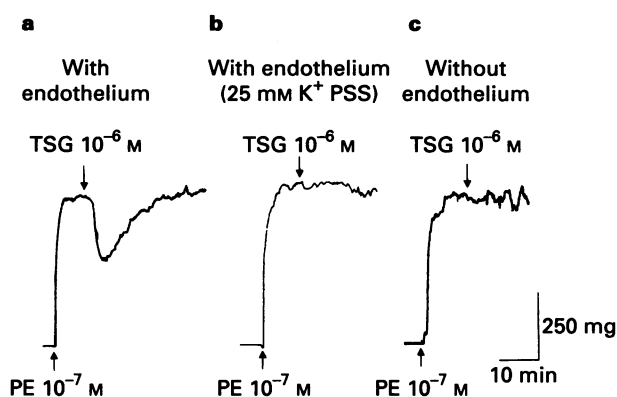 a
With
endothelium
TSG 10⁻⁶ M
PE 10⁻⁷ M
b
With endothelium
(25 mM K⁺ PSS)
TSG 10⁻⁶ M
PE 10⁻⁷ M
c
Without
endothelium
TSG 10⁻⁶ M
PE 10⁻⁷ M
250 mg
10 min